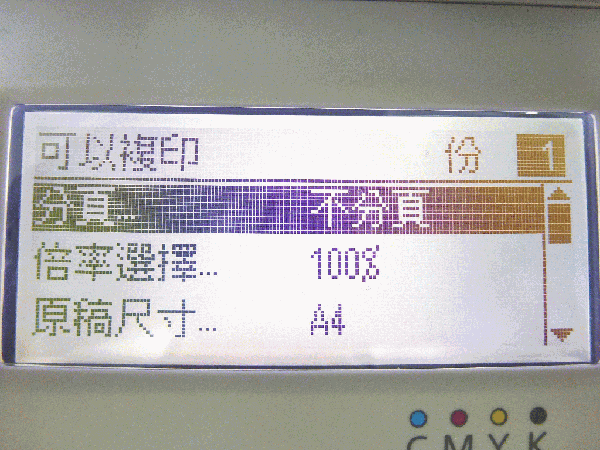 可以複印 份 1
分頁... 不分頁
倍率選擇... 100%
原稿尺寸... A4
C M Y K